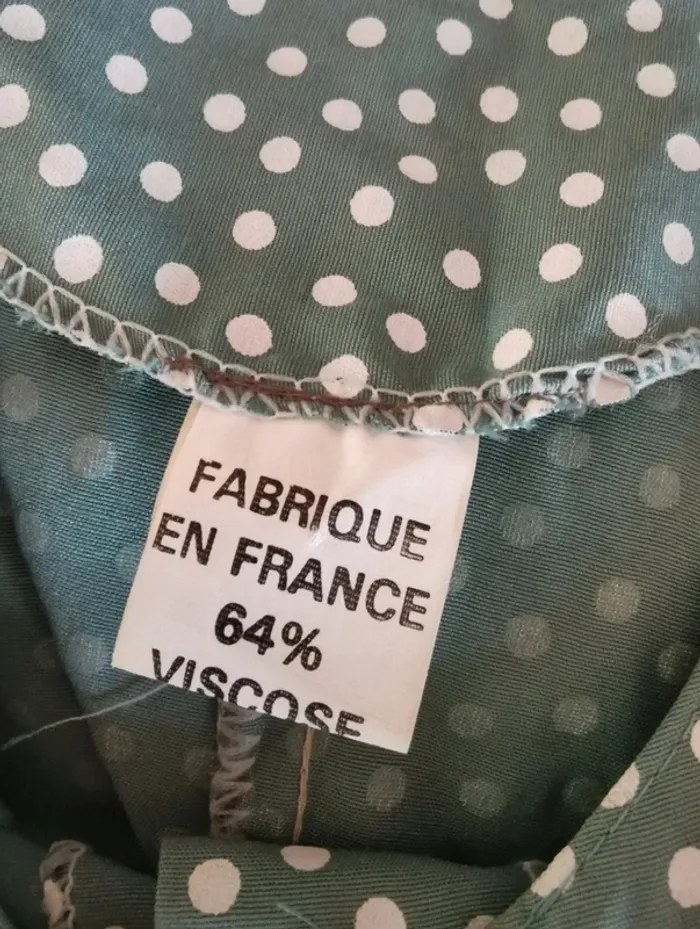 FABRIQUE
EN FRANCE
64%
VISCOSE